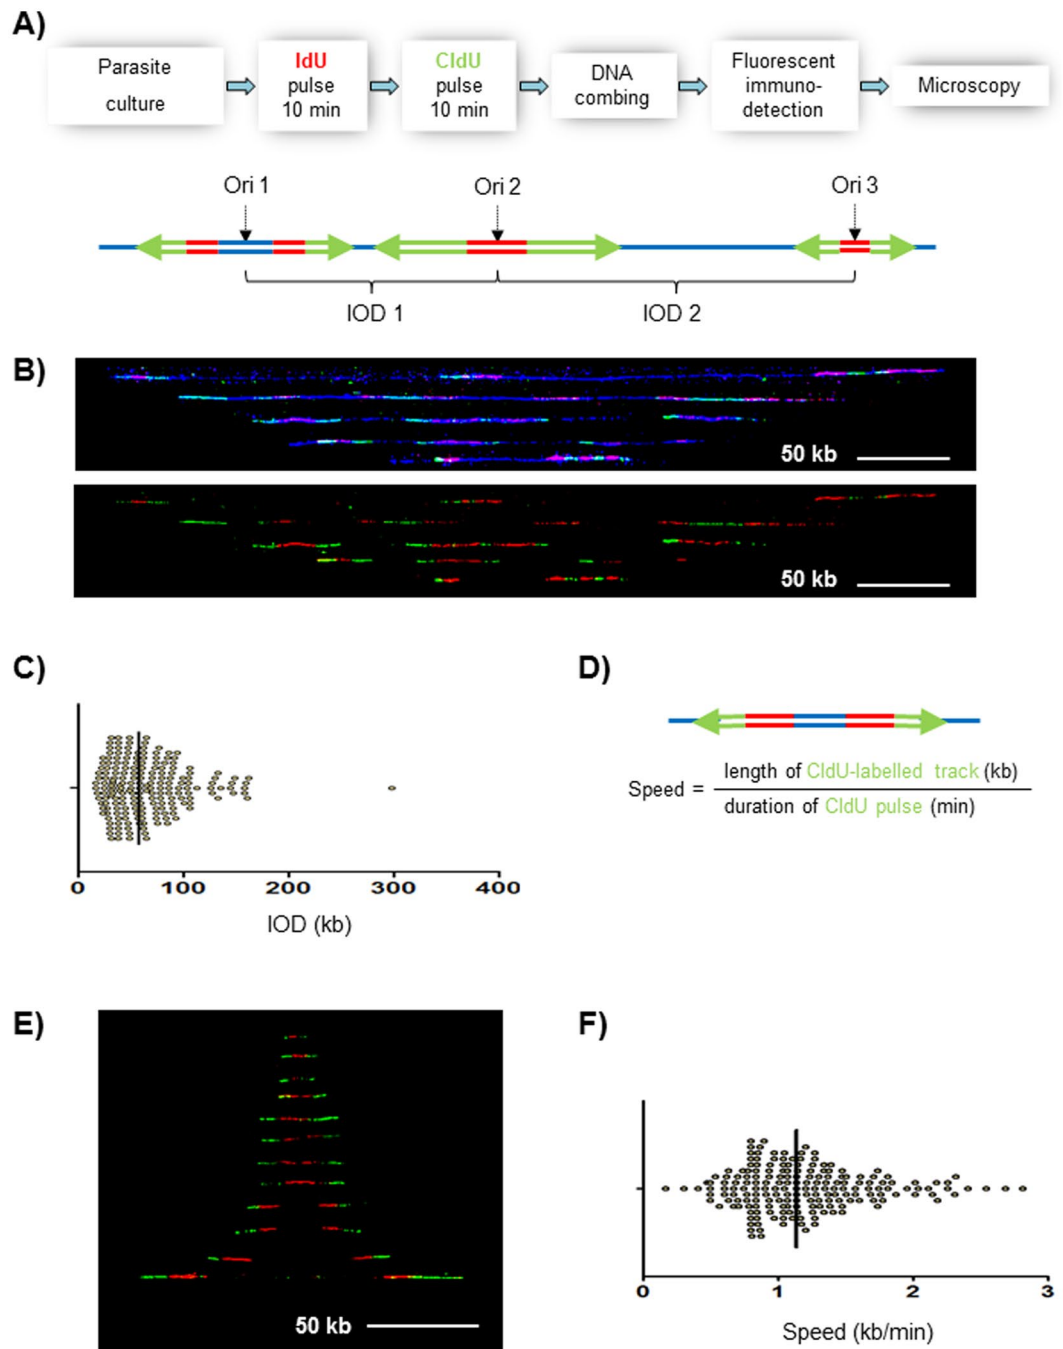 A)
Parasite
culture
IdU
pulse
10 min
CldU
pulse
10 min
DNA
combing
Fluorescent
immuno-
detection
Microscopy
Ori 1
Ori 2
Ori 3
IOD 1
IOD 2
B)
50 kb
50 kb
C)
0 100 200 300 400
IOD (kb)
D)
Speed =
length of CldU-labelled track (kb)
duration of CldU pulse (min)
E)
50 kb
F)
0 1 2 3
Speed (kb/min)